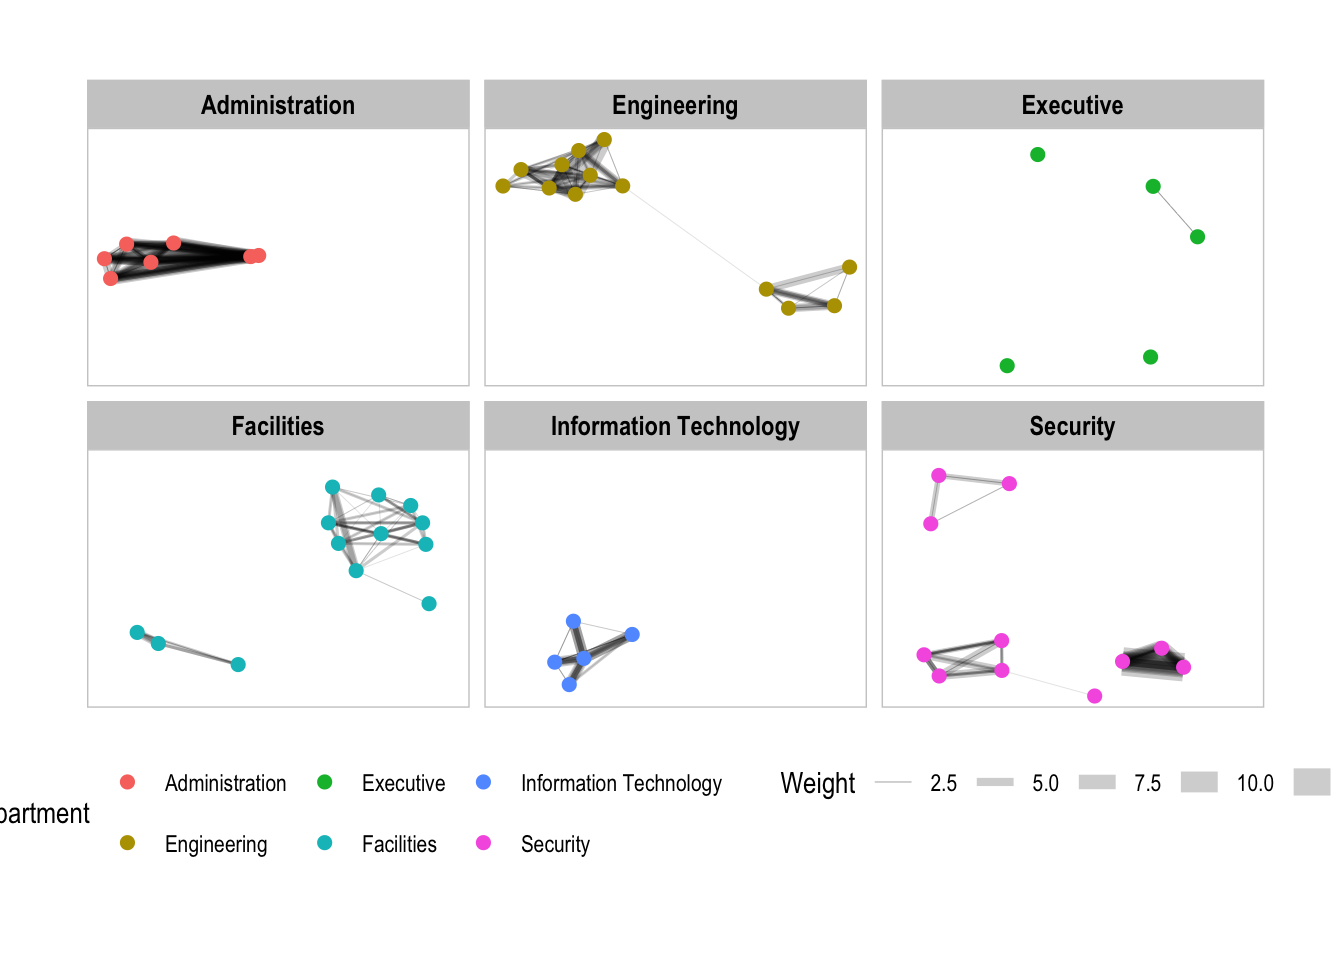 Administration
Engineering
Executive
Facilities
Information Technology
Security
partment
Administration
Executive
Information Technology
Engineering
Facilities
Security
Weight
2.5
5.0
7.5
10.0